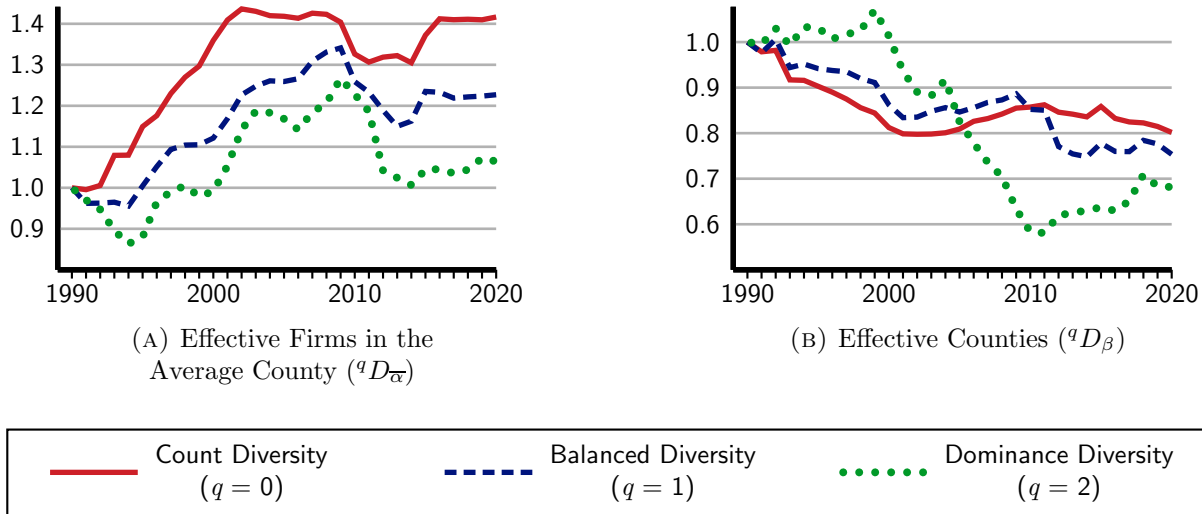 1.4
1.3
1.2
1.1
1.0
0.9
1990 2000 2010 2020
(A) Effective Firms in the
Average County (^qD_{\overline{α}})
1.0
0.9
0.8
0.7
0.6
1990 2000 2010 2020
(B) Effective Counties (^qD_β)
Count Diversity
(q = 0)
Balanced Diversity
(q = 1)
Dominance Diversity
(q = 2)